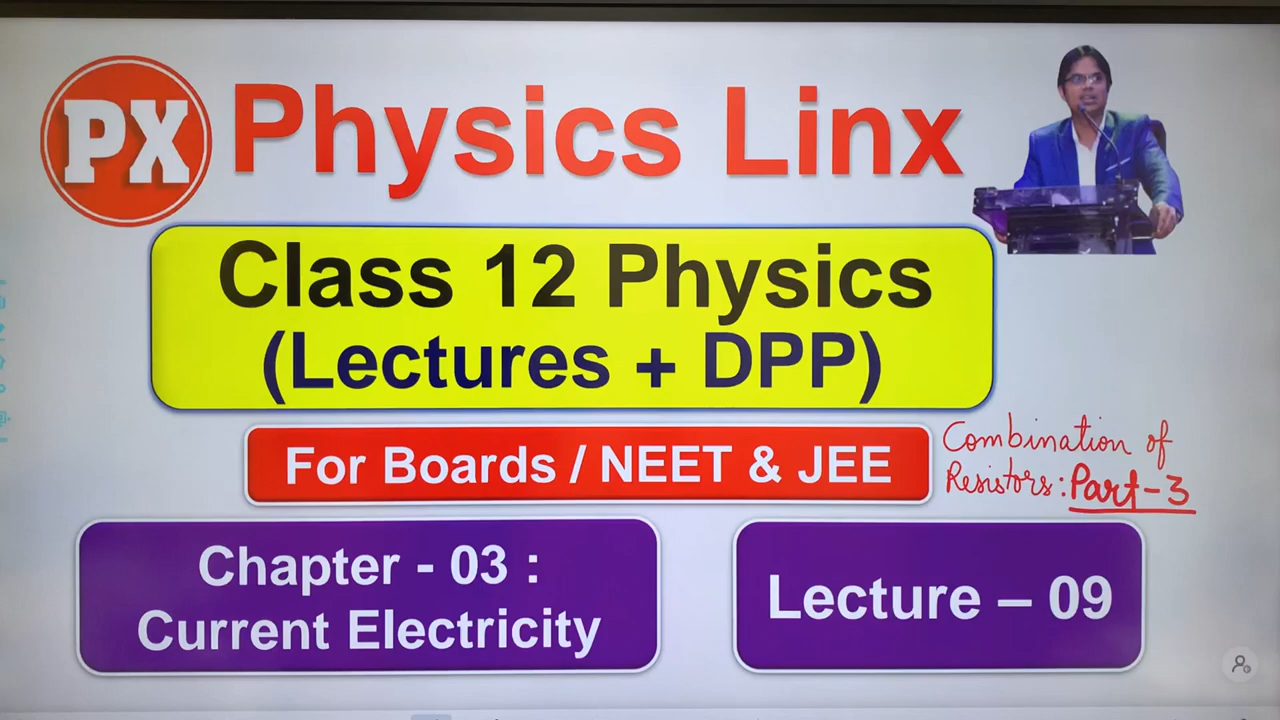 PX Physics Linx
Class 12 Physics
(Lectures + DPP)
For Boards / NEET & JEE
Combination of
Resistors: Part-3
Chapter - 03 :
Current Electricity
Lecture – 09